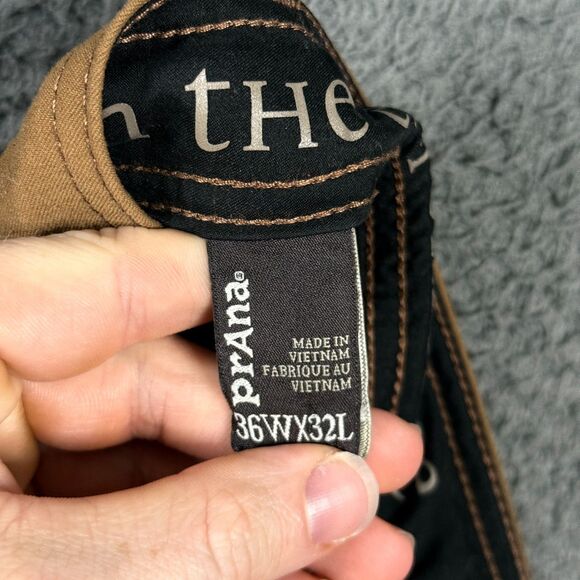 n tHe
prAna®
MADE IN
VIETNAM
FABRIQUE AU
VIETNAM
36WX32L